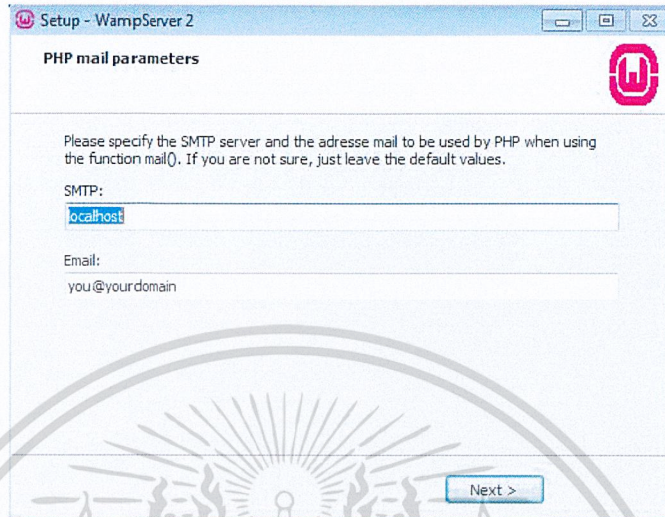 Setup - WampServer 2
PHP mail parameters
Please specify the SMTP server and the adresse mail to be used by PHP when using
the function mail(). If you are not sure, just leave the default values.
SMTP:
localhost
Email:
you@yourdomain
Next >